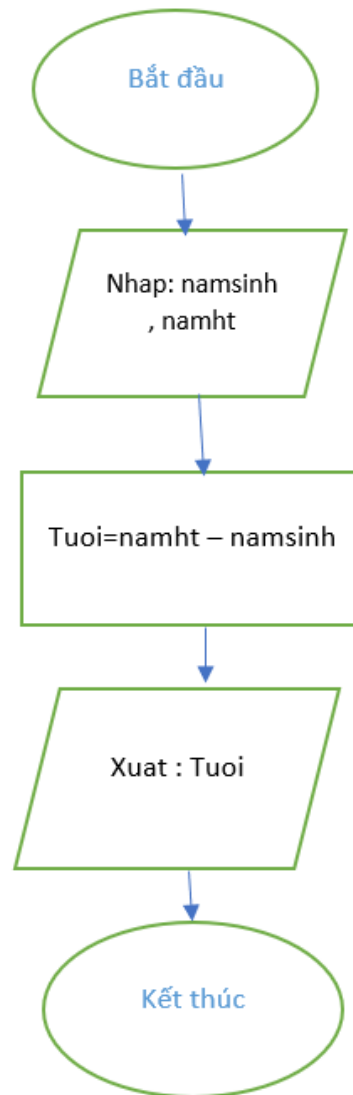 Bắt đầu
Nhap: namsinh
, namht
Tuoi=namht – namsinh
Xuat : Tuoi
Kết thúc